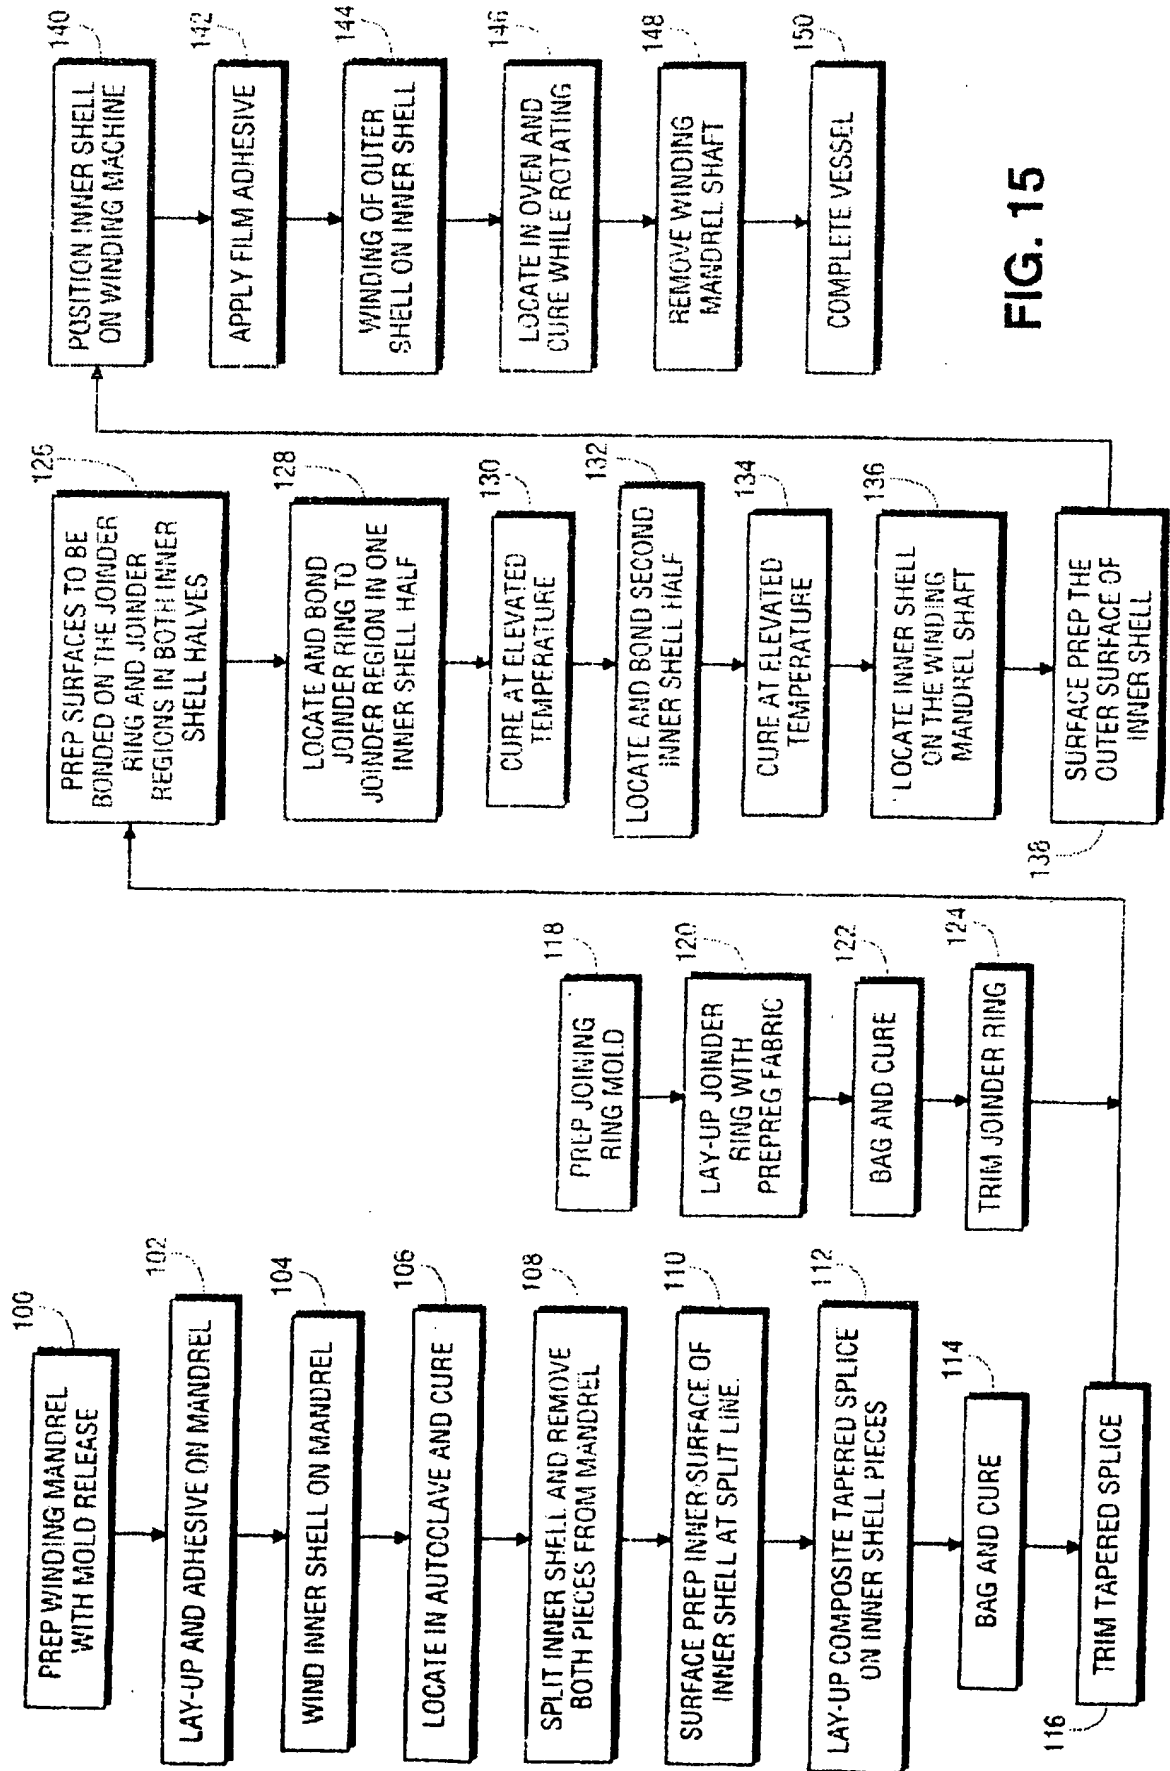 100
PREP WINDING MANDREL
WITH MOLD RELEASE
102
LAY-UP AND ADHESIVE ON MANDREL
104
WIND INNER SHELL ON MANDREL
106
LOCATE IN AUTOCLAVE AND CURE
108
SPLIT INNER SHELL AND REMOVE
BOTH PIECES FROM MANDREL
110
SURFACE PREP INNER SURFACE OF
INNER SHELL AT SPLIT LINE.
112
LAY-UP COMPOSITE TAPERED SPLICE
ON INNER SHELL PIECES
114
BAG AND CURE
116
TRIM TAPERED SPLICE
118
PREP JOINING
RING MOLD
120
LAY-UP JOINDER
RING WITH
PREPREG FABRIC
122
BAG AND CURE
124
TRIM JOINDER RING
126
PREP SURFACES TO BE
BONDED ON THE JOINDER
RING AND JOINDER
REGIONS IN BOTH INNER
SHELL HALVES
128
LOCATE AND BOND
JOINDER RING TO
JOINDER REGION IN ONE
INNER SHELL HALF
130
CURE AT ELEVATED
TEMPERATURE
132
LOCATE AND BOND SECOND
INNER SHELL HALF
134
CURE AT ELEVATED
TEMPERATURE
136
LOCATE INNER SHELL
ON THE WINDING
MANDREL SHAFT
138
SURFACE PREP THE
OUTER SURFACE OF
INNER SHELL
140
POSITION INNER SHELL
ON WINDING MACHINE
142
APPLY FILM ADHESIVE
144
WINDING OF OUTER
SHELL ON INNER SHELL
146
LOCATE IN OVEN AND
CURE WHILE ROTATING
148
REMOVE WINDING
MANDREL SHAFT
150
COMPLETE VESSEL
FIG. 15